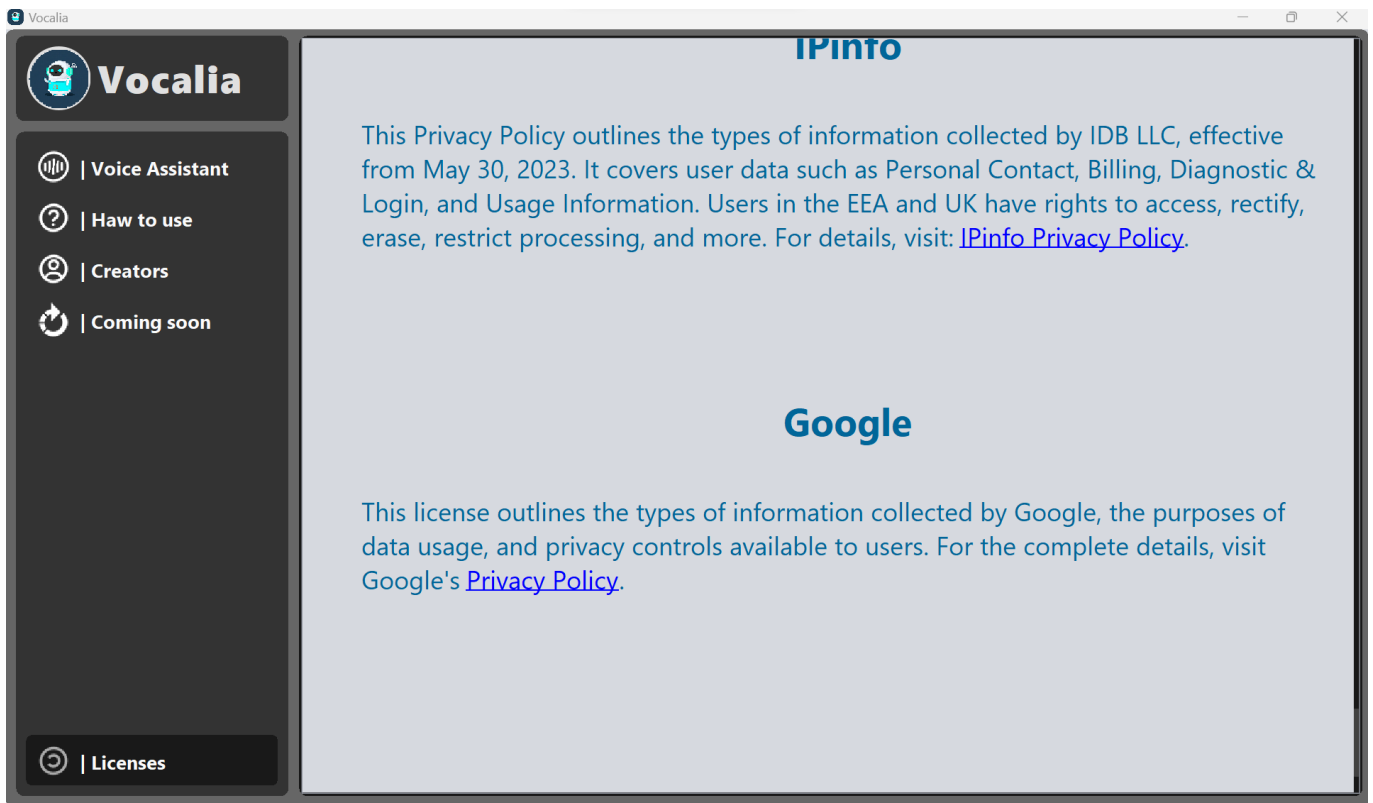 Vocalia
Vocalia
| Voice Assistant
| Haw to use
| Creators
| Coming soon
| Licenses
IPinfo
This Privacy Policy outlines the types of information collected by IDB LLC, effective
from May 30, 2023. It covers user data such as Personal Contact, Billing, Diagnostic &
Login, and Usage Information. Users in the EEA and UK have rights to access, rectify,
erase, restrict processing, and more. For details, visit: IPinfo Privacy Policy.
Google
This license outlines the types of information collected by Google, the purposes of
data usage, and privacy controls available to users. For the complete details, visit
Google's Privacy Policy.